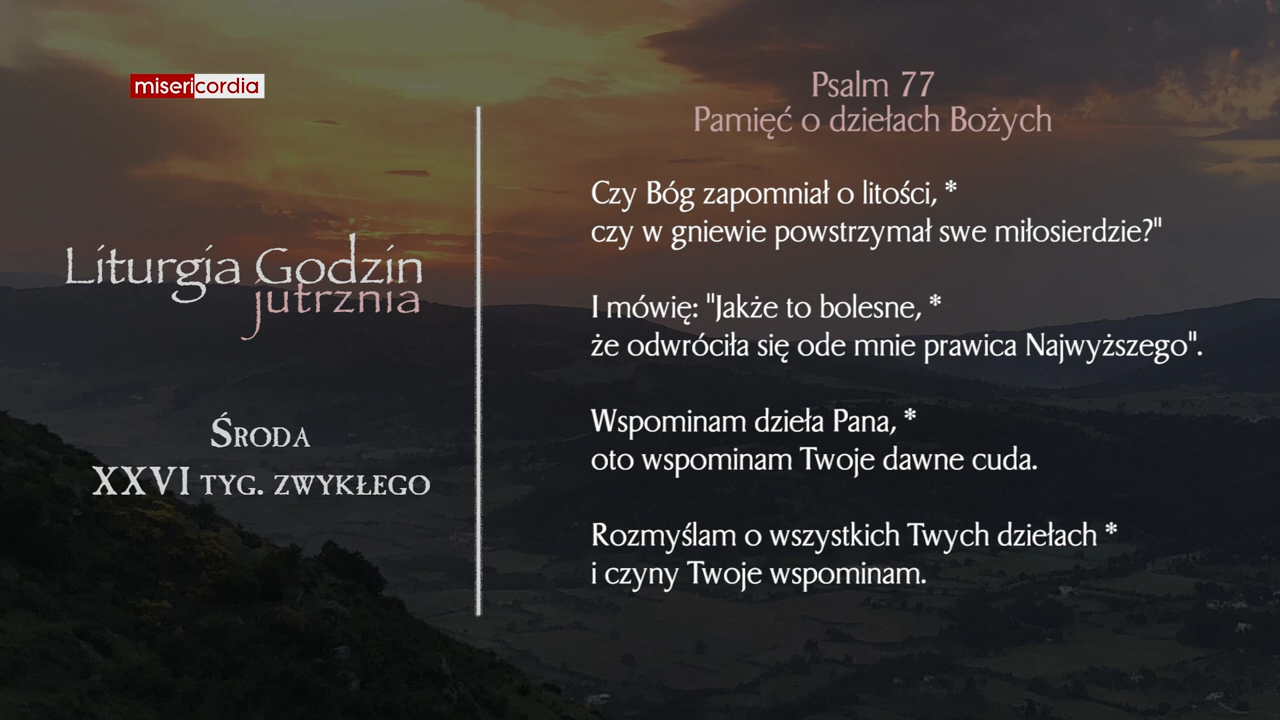 misericordia
Liturgia Godzin
jutrznia
Środa
XXVI tyg. zwykłego
Psalm 77
Pamięć o dziełach Bożych
Czy Bóg zapomniał o litości, *
czy w gniewie powstrzymał swe miłosierdzie?"
I mówię: "Jakże to bolesne, *
że odwróciła się ode mnie prawica Najwyższego".
Wspominam dzieła Pana, *
oto wspominam Twoje dawne cuda.
Rozmyślam o wszystkich Twych dziełach *
i czyny Twoje wspominam.